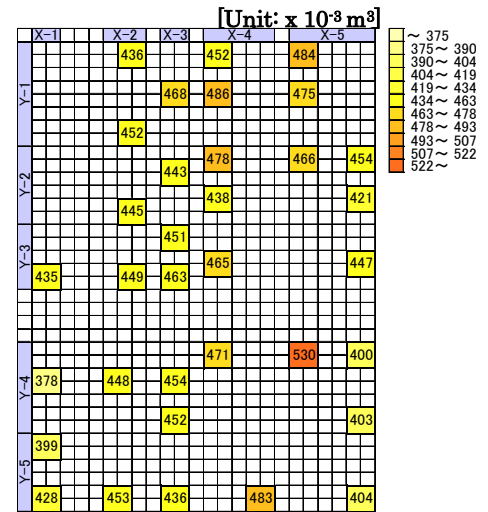 [Unit: x 10-3 m3]
X-1 X-2 X-3 X-4 X-5
～ 375
375～ 390
390～ 404
404～ 419
419～ 434
434～ 463
463～ 478
478～ 493
493～ 507
507～ 522
522～
Y-1
436 452 484
468 486 475
452
Y-2
478 466 454
443
438 421
445
Y-3
451
465 447
435 449 463
Y-4
471 530 400
378 448 454
452 403
Y-5
399
428 453 436 483 404